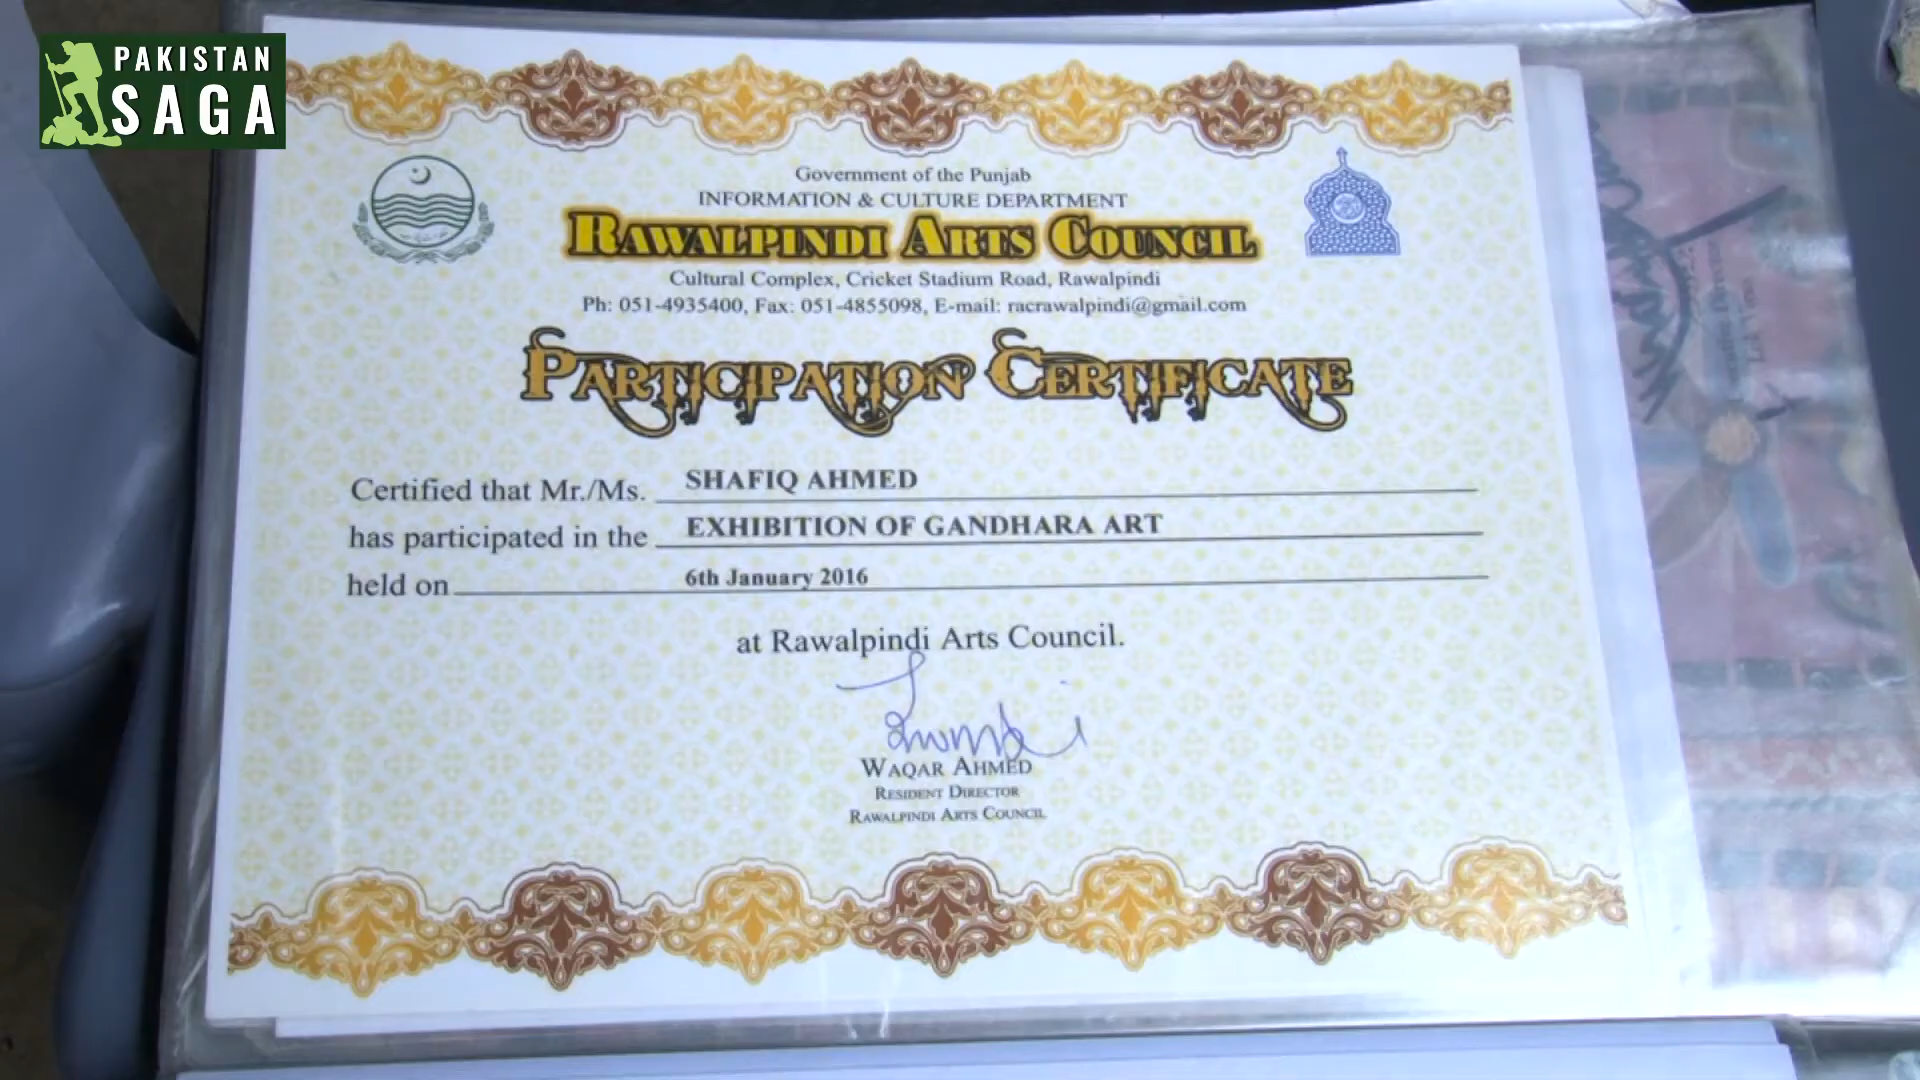 PAKISTAN
SAGA
Government of the Punjab
INFORMATION & CULTURE DEPARTMENT
RAWALPINDI ARTS COUNCIL
Cultural Complex, Cricket Stadium Road, Rawalpindi
Ph: 051-4935400, Fax: 051-4855098, E-mail: racrawalpindi@gmail.com
PARTICIPATION CERTIFICATE
Certified that Mr./Ms. SHAFIQ AHMED
has participated in the EXHIBITION OF GANDHARA ART
held on 6th January 2016
at Rawalpindi Arts Council.
WAQAR AHMED
RESIDENT DIRECTOR
RAWALPINDI ARTS COUNCIL